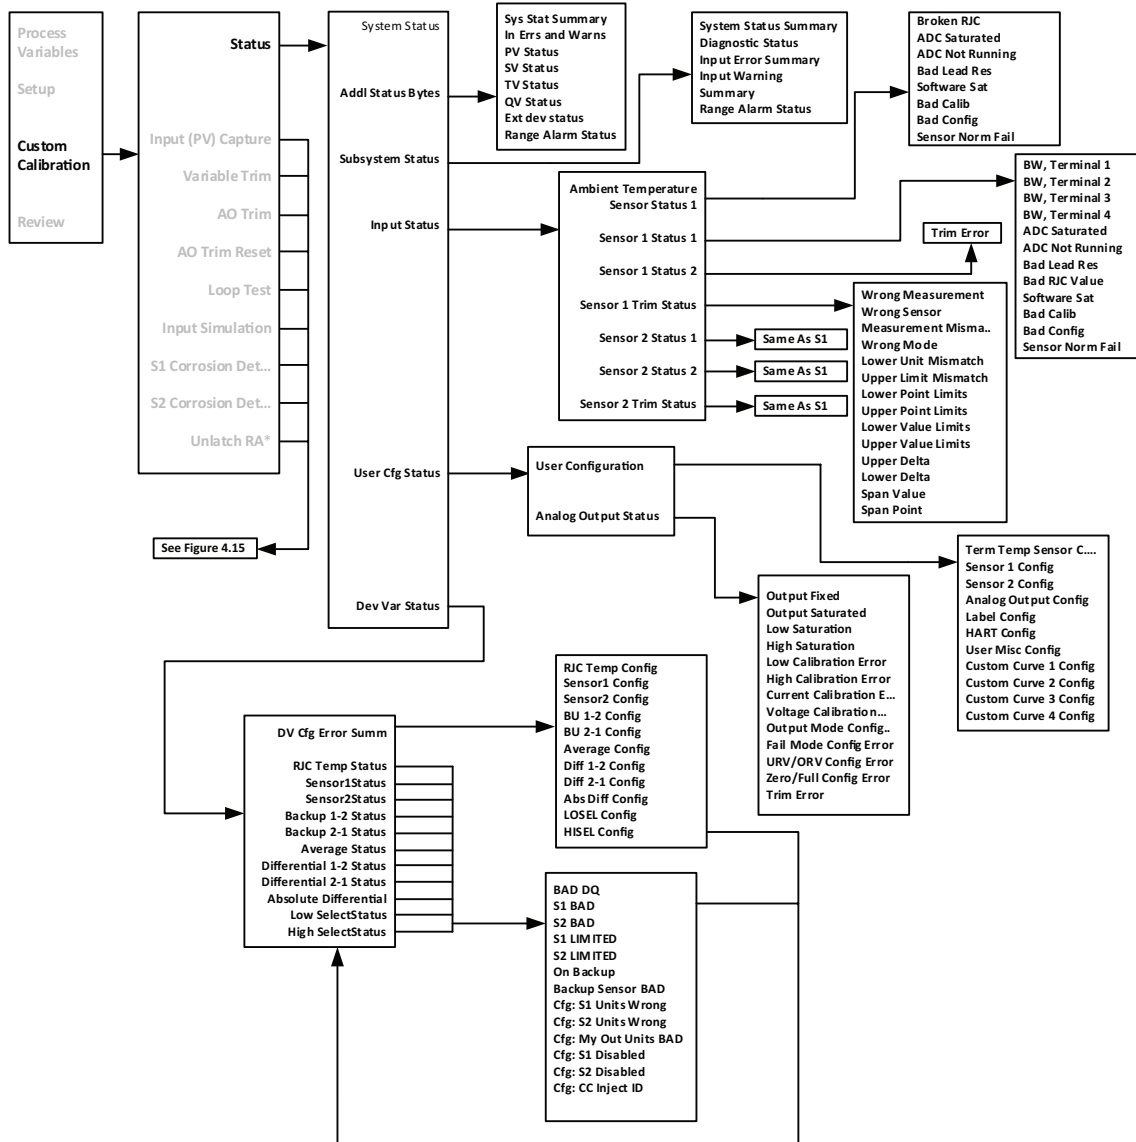 Process
Variables
Setup
Custom
Calibration
Review
Status
Input (PV) Capture
Variable Trim
AO Trim
AO Trim Reset
Loop Test
Input Simulation
S1 Corrosion Det...
S2 Corrosion Det...
Unlatch RA*
See Figure 4.15
System Status
Addl Status Bytes
Subsystem Status
Input Status
User Cfg Status
Dev Var Status
Sys Stat Summary
In Errs and Warns
PV Status
SV Status
TV Status
QV Status
Ext dev status
Range Alarm Status
System Status Summary
Diagnostic Status
Input Error Summary
Input Warning
Summary
Range Alarm Status
Broken RJC
ADC Saturated
ADC Not Running
Bad Lead Res
Software Sat
Bad Calib
Bad Config
Sensor Norm Fail
Ambient Temperature
Sensor Status 1
Sensor 1 Status 1
Sensor 1 Status 2
Sensor 1 Trim Status
Sensor 2 Status 1
Sensor 2 Status 2
Sensor 2 Trim Status
Same As S1
Same As S1
Same As S1
Trim Error
BW, Terminal 1
BW, Terminal 2
BW, Terminal 3
BW, Terminal 4
ADC Saturated
ADC Not Running
Bad Lead Res
Bad RJC Value
Software Sat
Bad Calib
Bad Config
Sensor Norm Fail
Wrong Measurement
Wrong Sensor
Measurement Misma..
Wrong Mode
Lower Unit Mismatch
Upper Limit Mismatch
Lower Point Limits
Upper Point Limits
Lower Value Limits
Upper Value Limits
Upper Delta
Lower Delta
Span Value
Span Point
User Configuration
Analog Output Status
Term Temp Sensor C....
Sensor 1 Config
Sensor 2 Config
Analog Output Config
Label Config
HART Config
User Misc Config
Custom Curve 1 Config
Custom Curve 2 Config
Custom Curve 3 Config
Custom Curve 4 Config
Output Fixed
Output Saturated
Low Saturation
High Saturation
Low Calibration Error
High Calibration Error
Current Calibration E...
Voltage Calibration...
Output Mode Config..
Fail Mode Config Error
URV/ORV Config Error
Zero/Full Config Error
Trim Error
DV Cfg Error Summ
RJC Temp Status
Sensor1Status
Sensor2Status
Backup 1-2 Status
Backup 2-1 Status
Average Status
Differential 1-2 Status
Differential 2-1 Status
Absolute Differential
Low SelectStatus
High SelectStatus
RJC Temp Config
Sensor1 Config
Sensor2 Config
BU 1-2 Config
BU 2-1 Config
Average Config
Diff 1-2 Config
Diff 2-1 Config
Abs Diff Config
LOSEL Config
HISEL Config
BAD DQ
S1 BAD
S2 BAD
S1 LIMITED
S2 LIMITED
On Backup
Backup Sensor BAD
Cfg: S1 Units Wrong
Cfg: S2 Units Wrong
Cfg: My Out Units BAD
Cfg: S1 Disabled
Cfg: S2 Disabled
Cfg: CC Inject ID